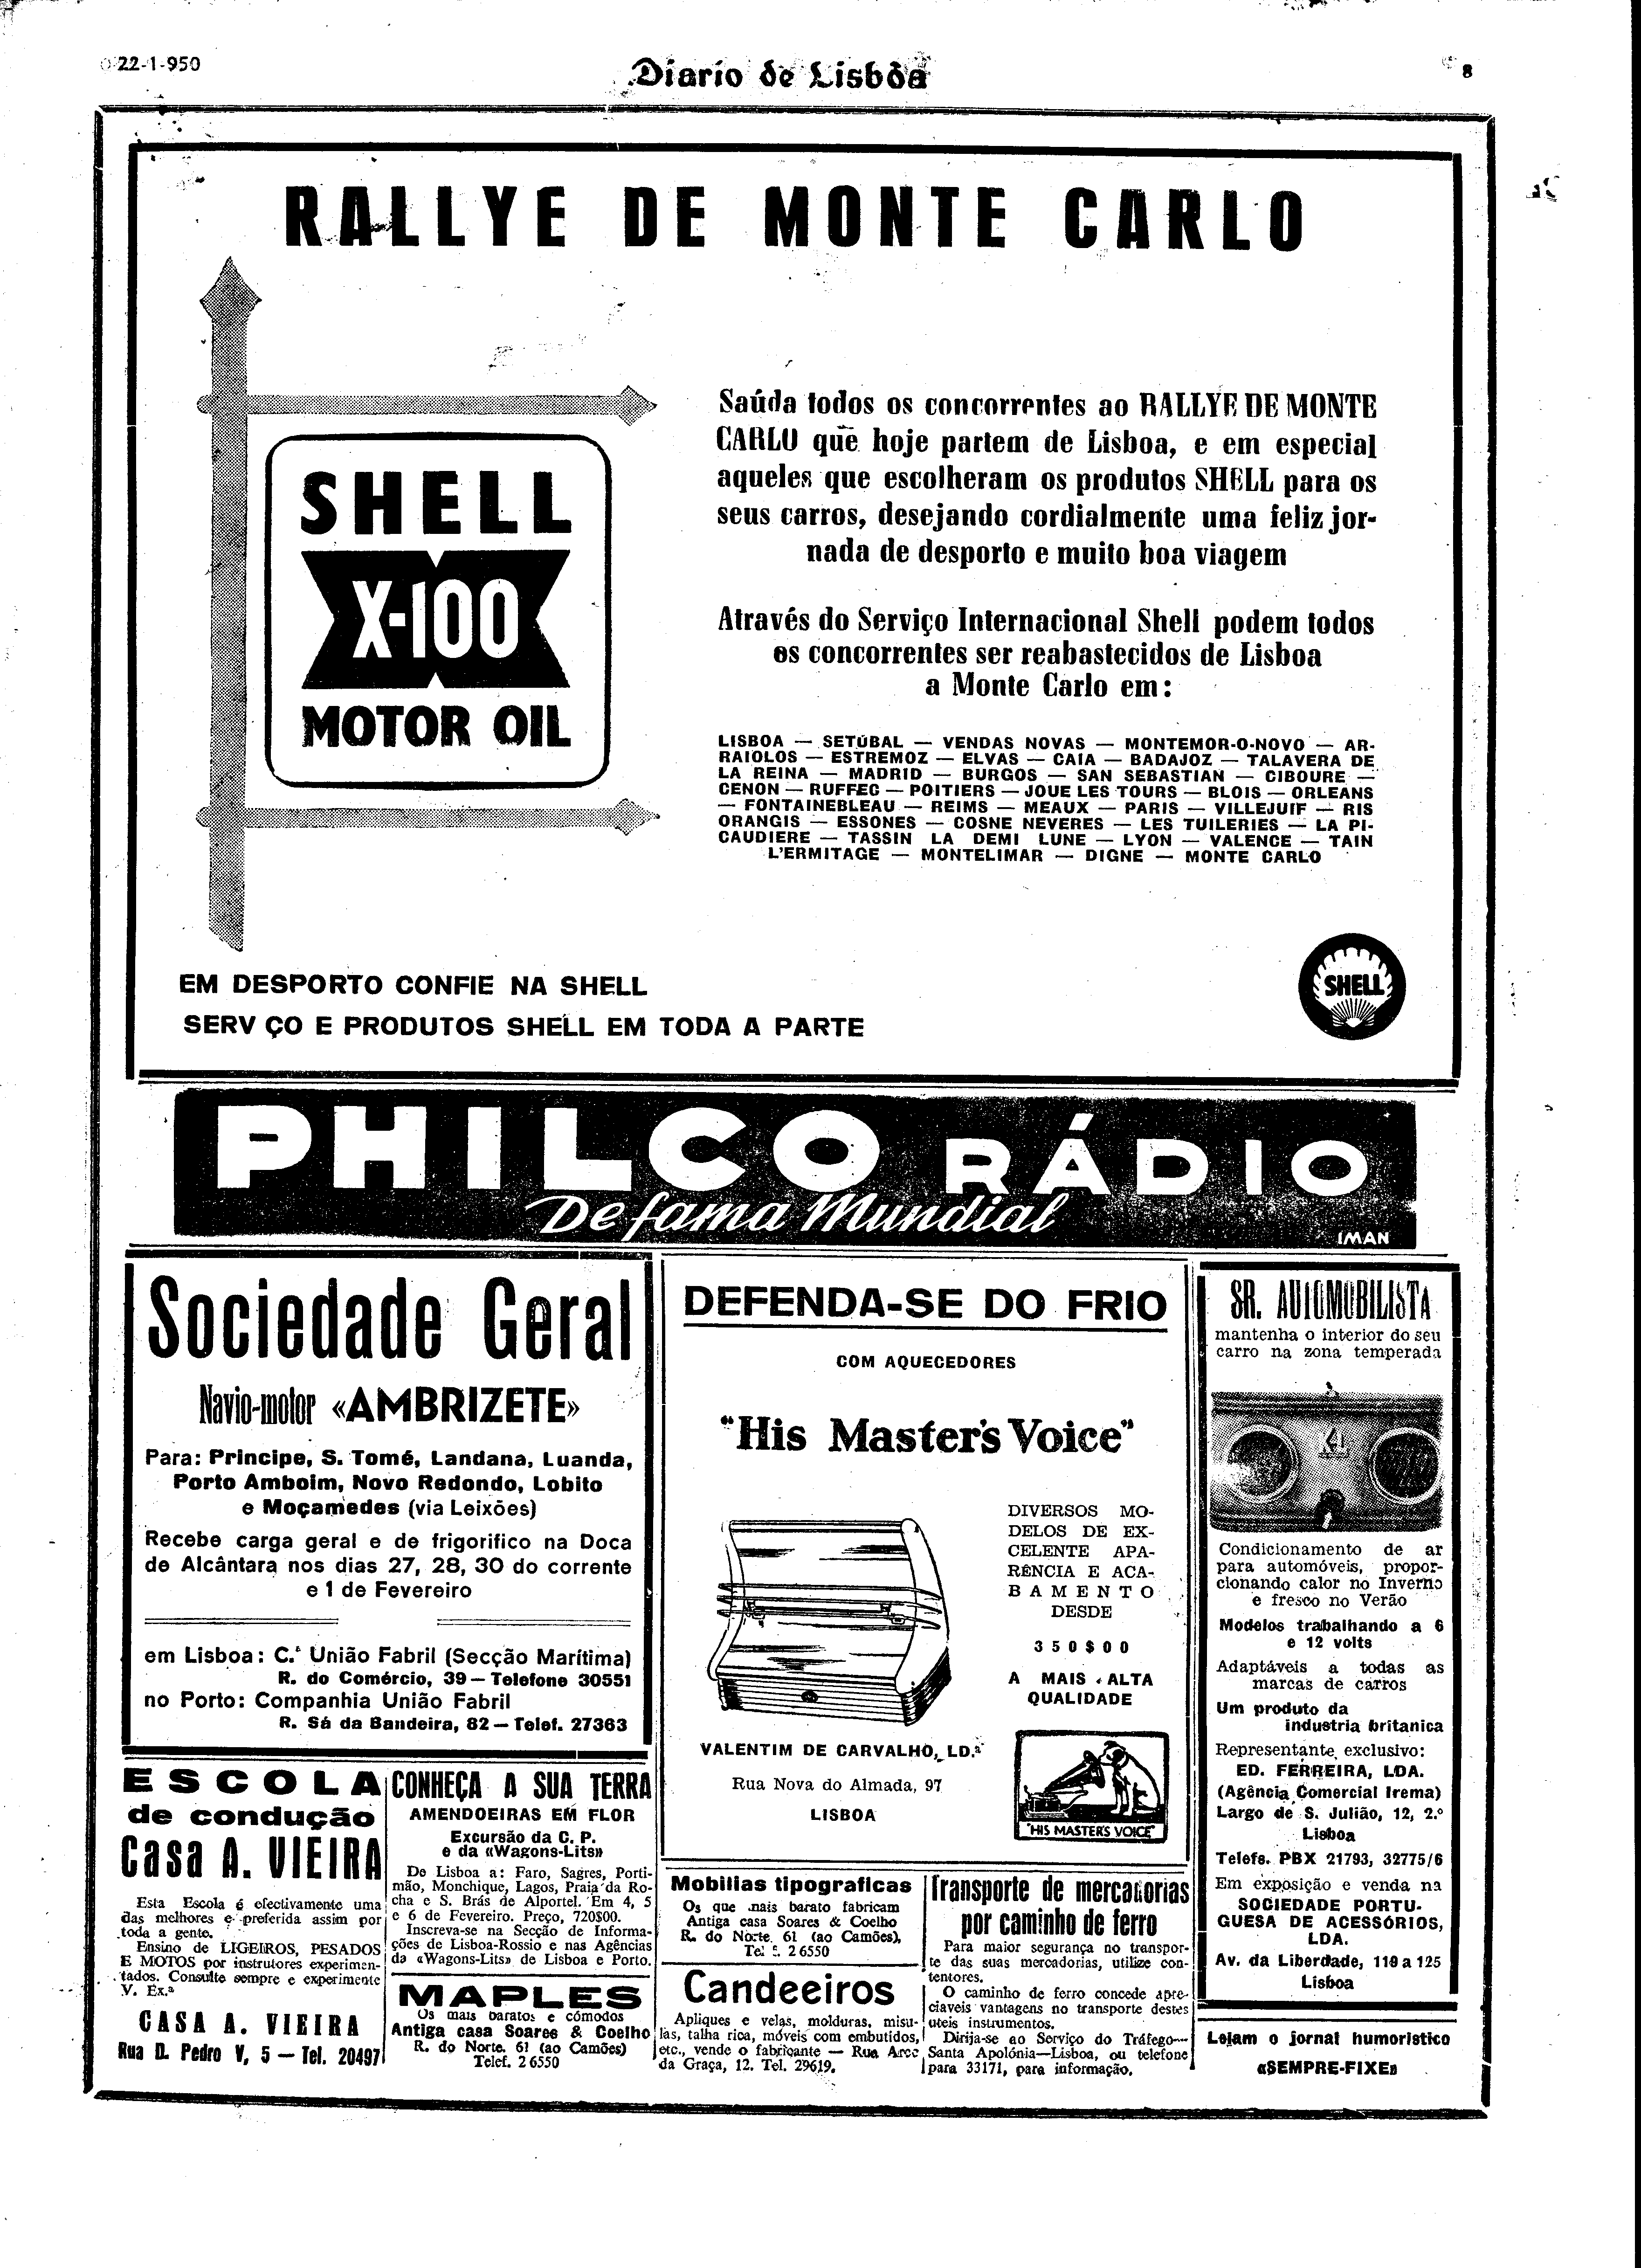 22-1-950
Diario de Lisbôa
8
RALLYE DE MONTE CARLO
SHELL
X-100
MOTOR OIL
Saúda todos os concorrentes ao RALLYE DE MONTE
CARLO que hoje partem de Lisboa, e em especial
aqueles que escolheram os produtos SHELL para os
seus carros, desejando cordialmente uma feliz jor-
nada de desporto e muito boa viagem
Através do Serviço Internacional Shell podem todos
os concorrentes ser reabastecidos de Lisboa
a Monte Carlo em:
LISBOA — SETÚBAL — VENDAS NOVAS — MONTEMOR-O-NOVO — AR-
RAIOLOS — ESTREMOZ — ELVAS — CAIA — BADAJOZ — TALAVERA DE
LA REINA — MADRID — BURGOS — SAN SEBASTIAN — CIBOURE —
CENON — RUFFEC — POITIERS — JOUE LES TOURS — BLOIS — ORLEANS
— FONTAINEBLEAU — REIMS — MEAUX — PARIS — VILLEJUIF — RIS
ORANGIS — ESSONES — COSNE NEVERES — LES TUILERIES — LA PI-
CAUDIERE — TASSIN LA DEMI LUNE — LYON — VALENCE — TAIN
L'ERMITAGE — MONTELIMAR — DIGNE — MONTE CARLO
EM DESPORTO CONFIE NA SHELL
SERV ÇO E PRODUTOS SHELL EM TODA A PARTE
SHELL
PHILCO RÁDIO
De fama Mundial
IMAN
Sociedade Geral
Navio-motor «AMBRIZETE»
Para: Principe, S. Tomé, Landana, Luanda,
Porto Amboim, Novo Redondo, Lobito
e Moçamedes (via Leixões)
Recebe carga geral e de frigorifico na Doca
de Alcântara nos dias 27, 28, 30 do corrente
e 1 de Fevereiro
em Lisboa: C.ª União Fabril (Secção Marítima)
R. do Comércio, 39 — Telefone 30551
no Porto: Companhia União Fabril
R. Sá da Bandeira, 82 — Telef. 27363
ESCOLA
de condução
Casa A. VIEIRA
Esta Escola é efectivamente uma
das melhores e preferida assim por
toda a gente.
Ensino de LIGEIROS, PESADOS
E MOTOS por instrutores experimen-
tados. Consulte sempre e experimente
V. Ex.ª
CASA A. VIEIRA
Rua D. Pedro V, 5 — Tel. 20497
CONHEÇA A SUA TERRA
AMENDOEIRAS EM FLOR
Excursão da C. P.
e da «Wagons-Lits»
De Lisboa a: Faro, Sagres, Porti-
mão, Monchique, Lagos, Praia da Ro-
cha e S. Brás de Alportel. Em 4, 5
e 6 de Fevereiro. Preço, 720$00.
Inscreva-se na Secção de Informa-
ções de Lisboa-Rossio e nas Agências
da «Wagons-Lits» de Lisboa e Porto.
MAPLES
Os mais baratos e cómodos
Antiga casa Soares & Coelho
R. do Norte, 61 (ao Camões)
Telef. 2 6550
DEFENDA-SE DO FRIO
COM AQUECEDORES
"His Master's Voice"
DIVERSOS MO-
DELOS DE EX-
CELENTE APA-
RÊNCIA E ACA-
BAMENTO
DESDE
350$00
A MAIS ALTA
QUALIDADE
VALENTIM DE CARVALHO, LD.ª
Rua Nova do Almada, 97
LISBOA
"HIS MASTER'S VOICE"
Mobilias tipograficas
Os que mais barato fabricam
Antiga casa Soares & Coelho
R. do Norte, 61 (ao Camões),
2 6550
Candeeiros
Apliques e velas, molduras, misu-
las, talha rica, móveis com embutidos,
etc., vende o fabricante — Rua Arco
da Graça, 12. Tel. 29619.
Transporte de mercadorias
por caminho de ferro
Para maior segurança no transpor-
te das suas mercadorias, utilize con-
tentores.
O caminho de ferro concede apre-
ciaveis vantagens no transporte destes
uteis instrumentos.
Dirija-se ao Serviço do Tráfego—
Santa Apolónia—Lisboa, ou telefone
para 33171, para informação.
SR. AUTOMOBILISTA
mantenha o interior do seu
carro na zona temperada
Condicionamento de ar
para automóveis, propor-
cionando calor no Inverno
e fresco no Verão
Modelos trabalhando a 6
e 12 volts
Adaptáveis a todas as
marcas de carros
Um produto da
industria britanica
Representante exclusivo:
ED. FERREIRA, LDA.
(Agência Comercial Irema)
Largo de S. Julião, 12, 2.º
Lisboa
Telefs. PBX 21793, 32775/6
Em exposição e venda na
SOCIEDADE PORTU-
GUESA DE ACESSÓRIOS,
LDA.
Av. da Liberdade, 119 a 125
Lisboa
Leiam o jornal humoristico
«SEMPRE-FIXE»